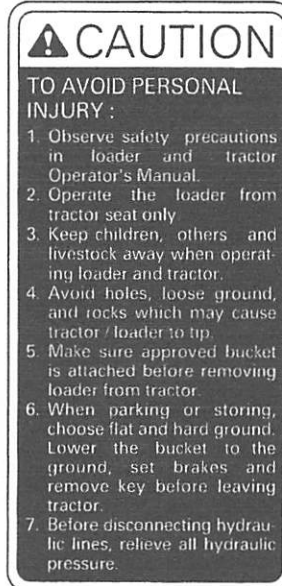 CAUTION
TO AVOID PERSONAL
INJURY :
1. Observe safety precautions
in loader and tractor
Operator's Manual.
2. Operate the loader from
tractor seat only
3. Keep children, others and
livestock away when operat-
ing loader and tractor.
4. Avoid holes, loose ground,
and rocks which may cause
tractor / loader to tip.
5. Make sure approved bucket
is attached before removing
loader from tractor.
6. When parking or storing,
choose flat and hard ground.
Lower the bucket to the
ground, set brakes and
remove key before leaving
tractor.
7. Before disconnecting hydrau-
lic lines, relieve all hydraulic
pressure.